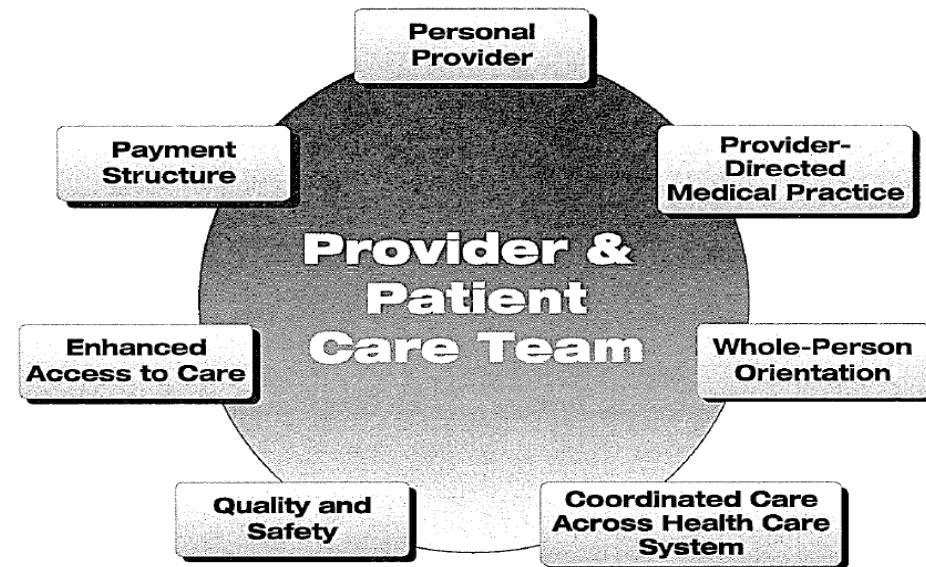 Personal
Provider
Payment
Structure
Provider-
Directed
Medical Practice
Provider &
Patient
Care Team
Enhanced
Access to Care
Whole-Person
Orientation
Quality and
Safety
Coordinated Care
Across Health Care
System